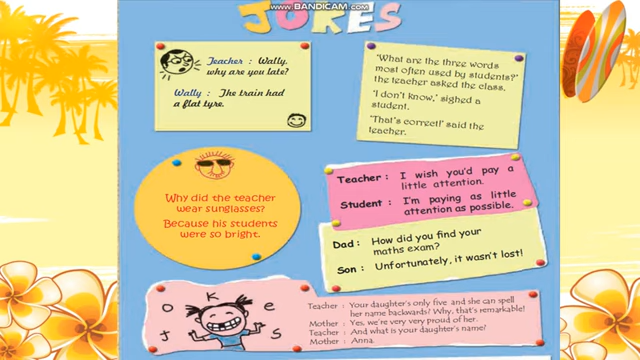 www.BANDICAM.com
JOKES
Teacher : Wally,
why are you late?
Wally : The train had
a flat tyre.
'What are the three words
most often used by students?'
the teacher asked the class.
'I don't know,' sighed a
student.
'That's correct!' said the
teacher.
Why did the teacher
wear sunglasses?
Because his students
were so bright.
Teacher : I wish you'd pay a
little attention.
Student : I'm paying as little
attention as possible.
Dad : How did you find your
maths exam?
Son : Unfortunately, it wasn't lost!
JOKES
Teacher : Your daughter's only five and she can spell
her name backwards? Why, that's remarkable!
Mother : Yes, we're very very proud of her.
Teacher : And what is your daughter's name?
Mother : Anna.